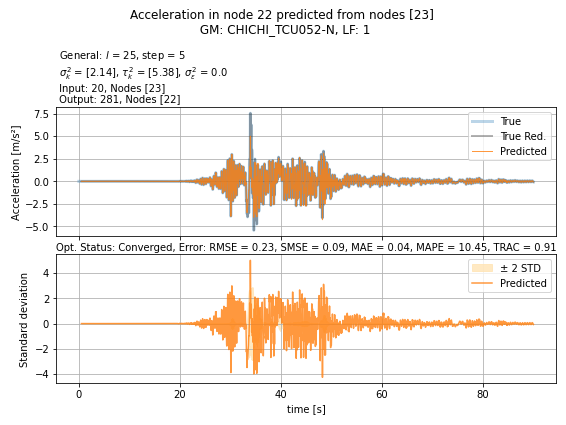 Acceleration in node 22 predicted from nodes [23]
GM: CHICHI_TCU052-N, LF: 1
General: l = 25, step = 5
σ²ₖ = [2.14], τ²ₖ = [5.38], σ²ε = 0.0
Input: 20, Nodes [23]
Output: 281, Nodes [22]
7.5
5.0
2.5
0.0
−2.5
−5.0
Acceleration [m/s²]
True
True Red.
Predicted
Opt. Status: Converged, Error: RMSE = 0.23, SMSE = 0.09, MAE = 0.04, MAPE = 10.45, TRAC = 0.91
4
2
0
−2
−4
Standard deviation
± 2 STD
Predicted
0 20 40 60 80
time [s]